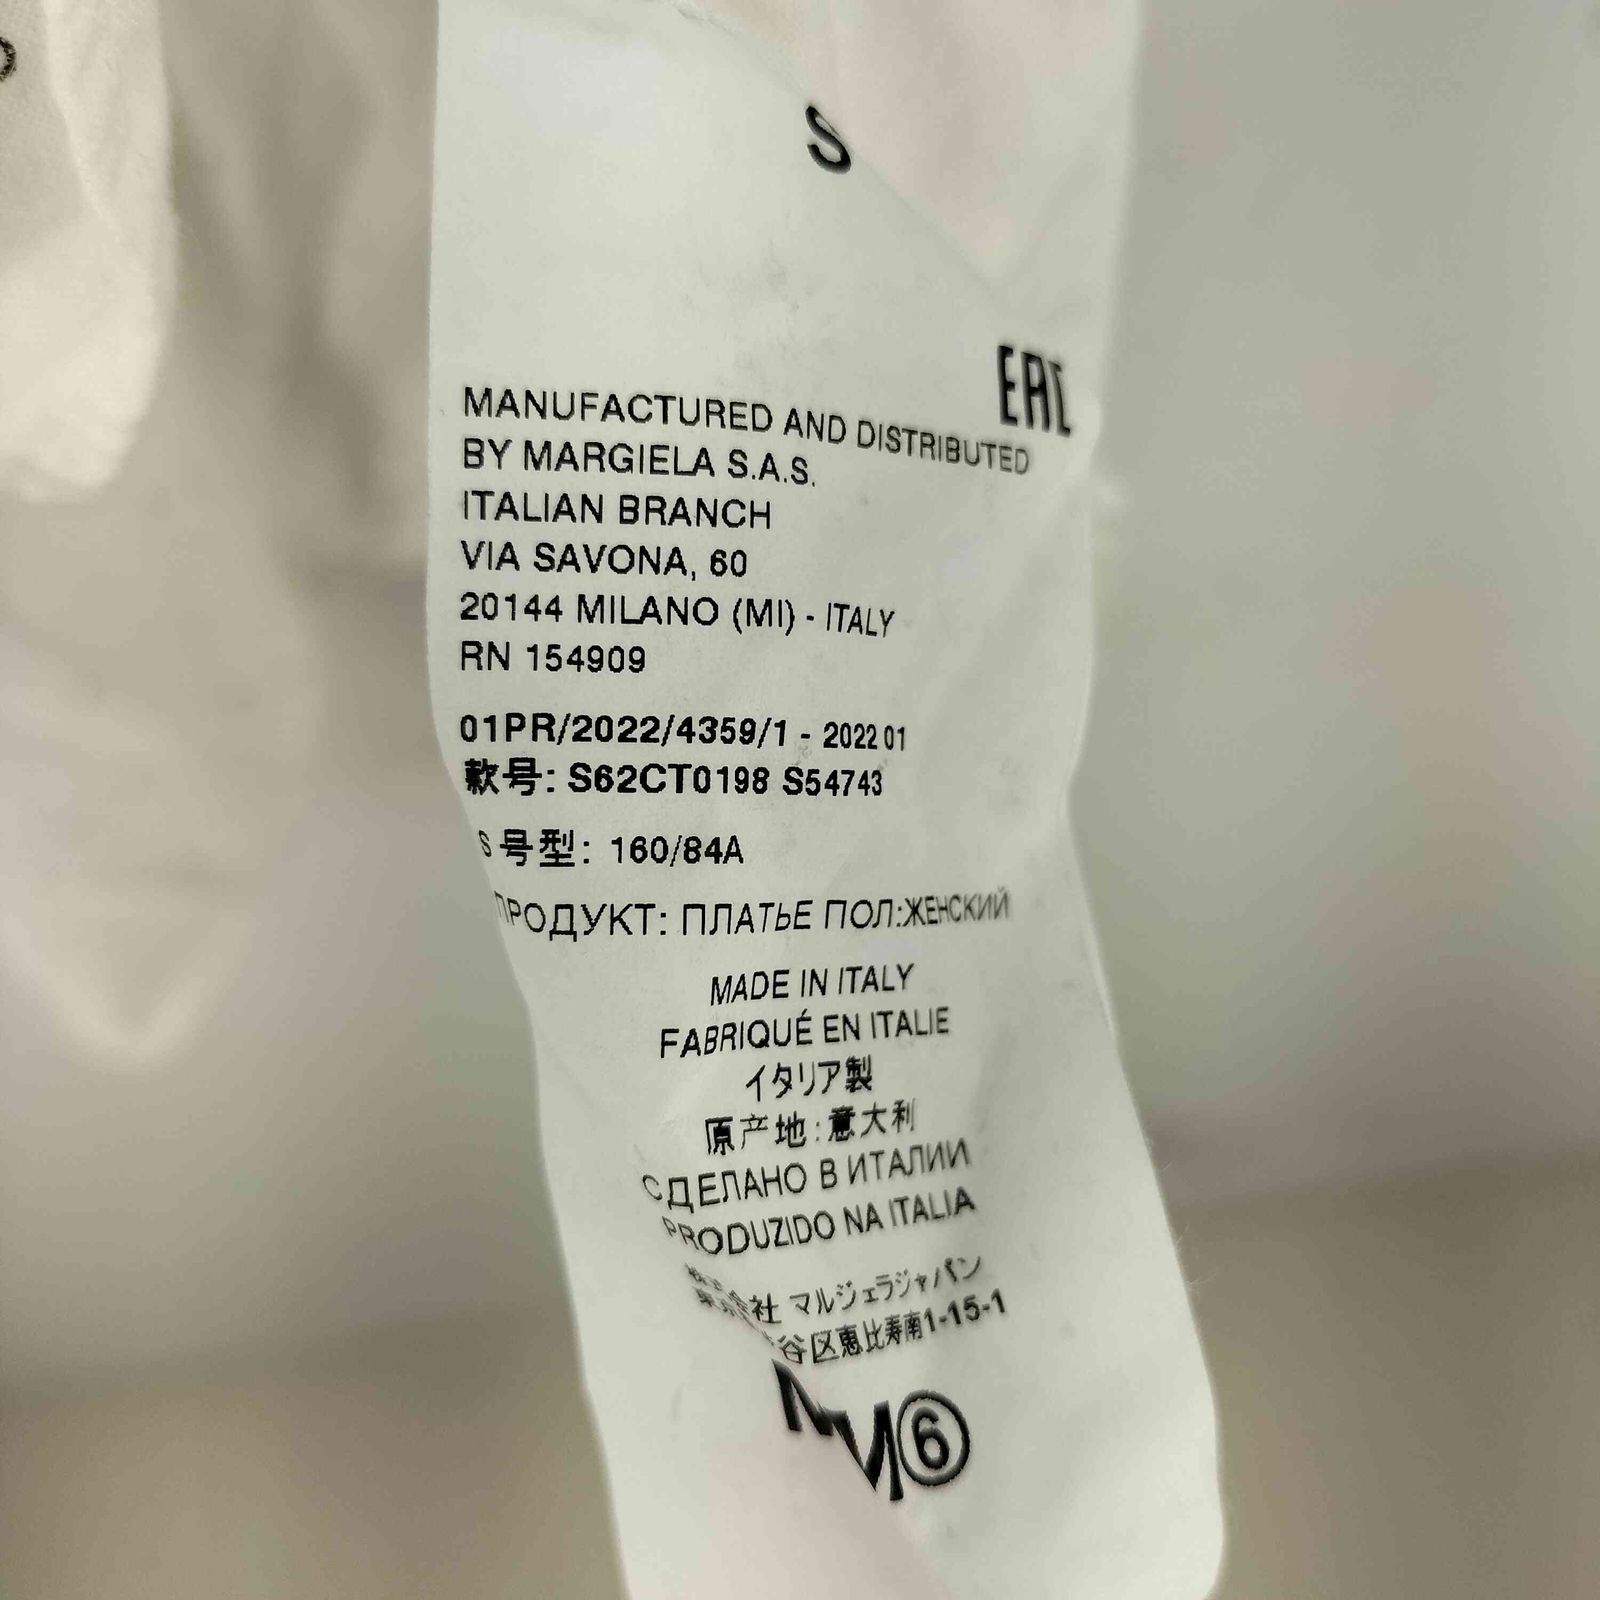 S
EAC
MANUFACTURED AND DISTRIBUTED
BY MARGIELA S.A.S.
ITALIAN BRANCH
VIA SAVONA, 60
20144 MILANO (MI) - ITALY
RN 154909
01PR/2022/4359/1 - 2022 01
款号: S62CT0198 S54743
S 号型: 160/84A
ПРОДУКТ: ПЛАТЬЕ ПОЛ:ЖЕНСКИЙ
MADE IN ITALY
FABRIQUÉ EN ITALIE
イタリア製
原产地:意大利
СДЕЛАНО В ИТАЛИИ
PRODUZIDO NA ITALIA
株式会社 マルジェラジャパン
谷区恵比寿南1-15-1
MM⑥